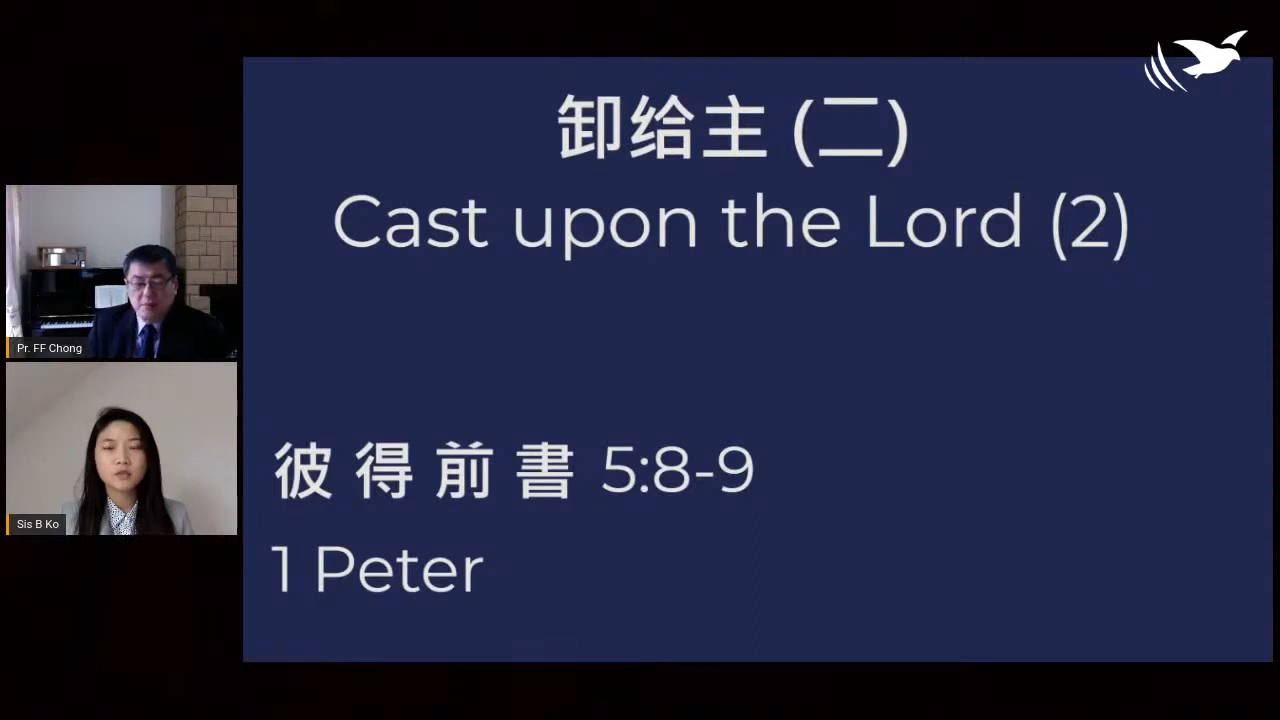 卸给主 (二)
Cast upon the Lord (2)
彼 得 前 書 5:8-9
1 Peter
Pr. FF Chong
Sis B Ko